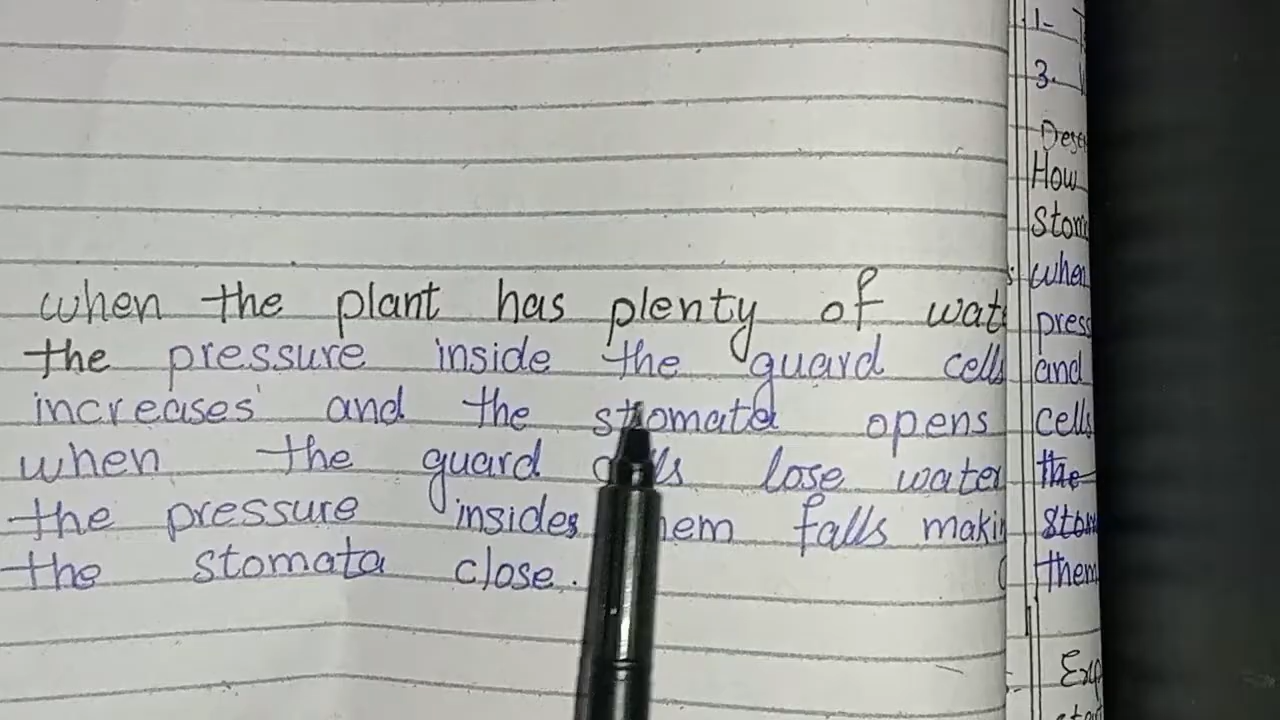 when the plant has plenty of wat
the pressure inside the guard cells
increases and the stomata opens
when the guard lose water
the pressure insides falls makin
the stomata close.
1-
3.
How
Stom
when
press
and
cells
the
stom
them
Exp